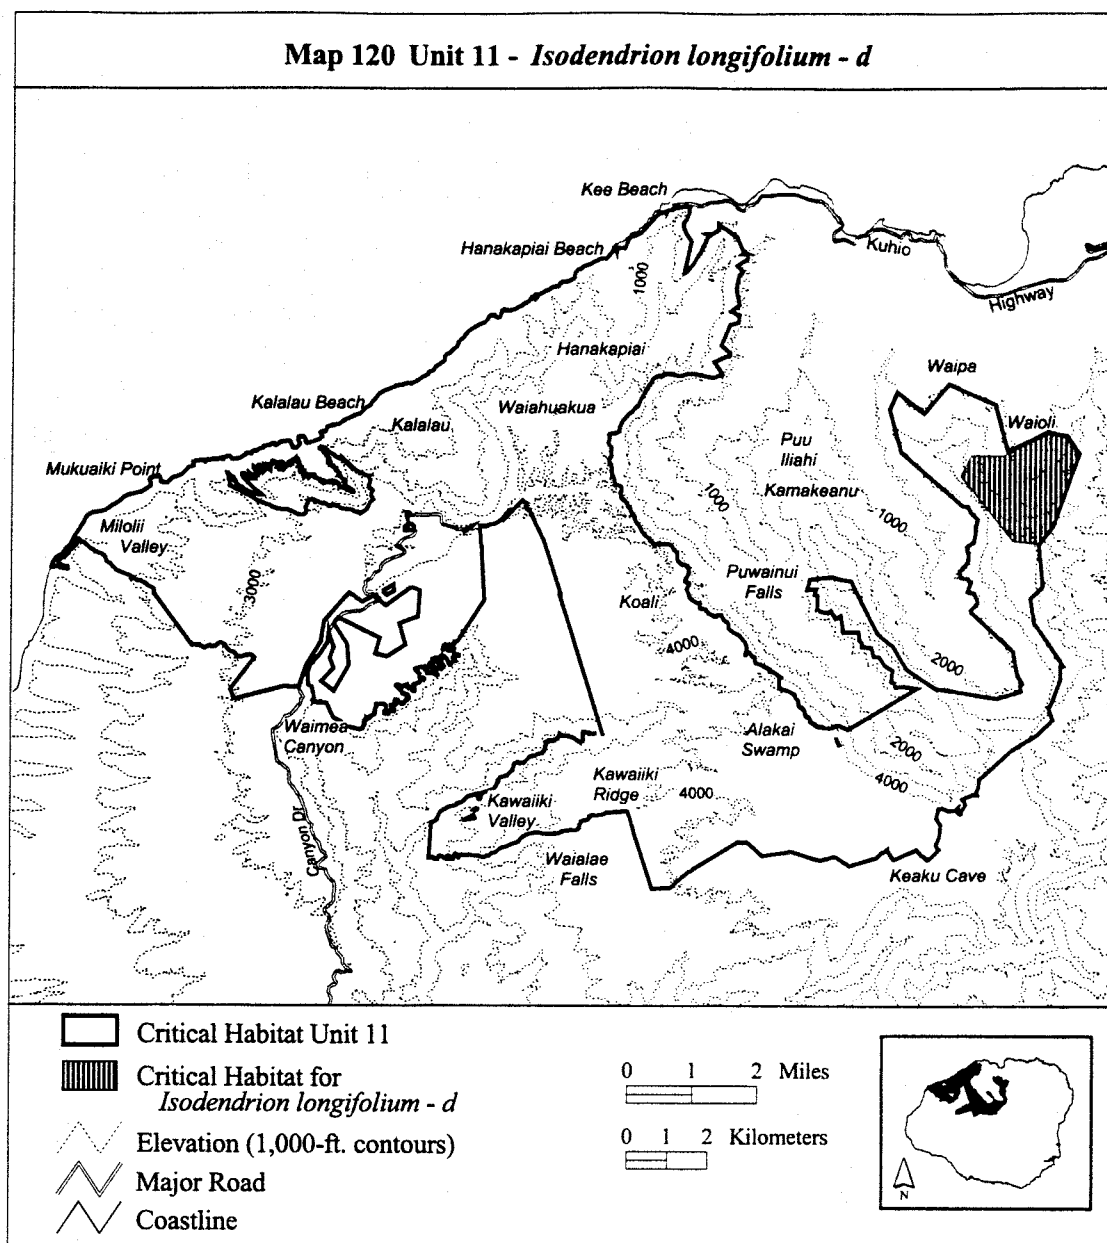 Map 120 Unit 11 - Isodendrion longifolium - d
Kee Beach
Hanakapiai Beach
Kuhio
Highway
1000
Hanakapiai
Waipa
Kalalau Beach
Waiahuakua
Kalalau
Waioli
Puu
Iliahi
Mukuaiki Point
Kamakeanu
1000
1000
Milolii
Valley
Puwainui
Falls
3000
Koali
4000
2000
Waimea
Canyon
Alakai
Swamp
2000
4000
Kawaiiki
Ridge
4000
Kawaiiki
Valley
Canyon Dr
Waialae
Falls
Keaku Cave
Critical Habitat Unit 11
Critical Habitat for
Isodendrion longifolium - d
Elevation (1,000-ft. contours)
Major Road
Coastline
0 1 2 Miles
0 1 2 Kilometers
N